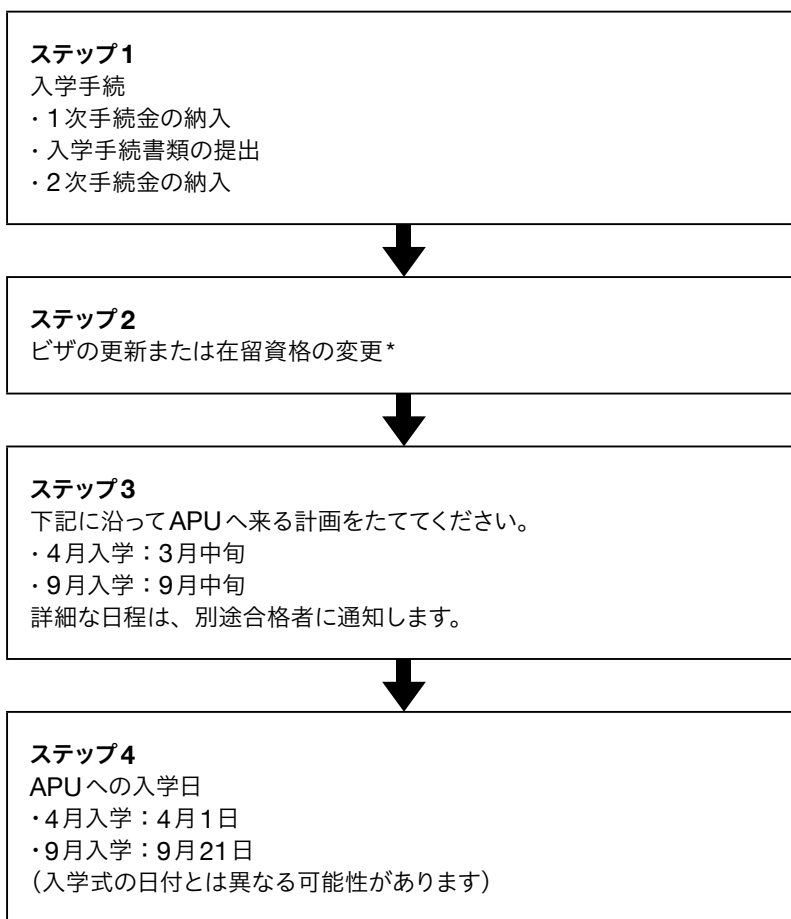 ステップ1
入学手続
・1次手続金の納入
・入学手続書類の提出
・2次手続金の納入
ステップ2
ビザの更新または在留資格の変更*
ステップ3
下記に沿ってAPUへ来る計画をたててください。
・4月入学：3月中旬
・9月入学：9月中旬
詳細な日程は、別途合格者に通知します。
ステップ4
APUへの入学日
・4月入学：4月1日
・9月入学：9月21日
（入学式の日付とは異なる可能性があります）